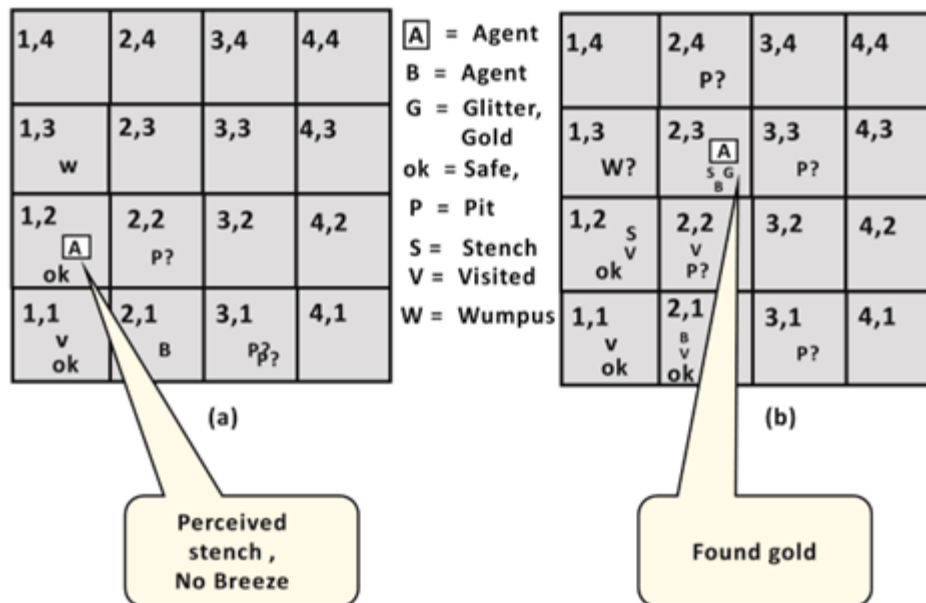 1,4 2,4 3,4 4,4
1,3 2,3 3,3 4,3
w
1,2 2,2 3,2 4,2
A P?
ok
1,1 2,1 3,1 4,1
v B P? P?
ok
(a)
Perceived
stench ,
No Breeze
A = Agent
B = Agent
G = Glitter,
Gold
ok = Safe,
P = Pit
S = Stench
V = Visited
W = Wumpus
1,4 2,4 3,4 4,4
P?
1,3 2,3 3,3 4,3
A
W? S G P?
B
1,2 2,2 3,2 4,2
S
V V
ok P?
1,1 2,1 3,1 4,1
B
v V P?
ok ok
(b)
Found gold